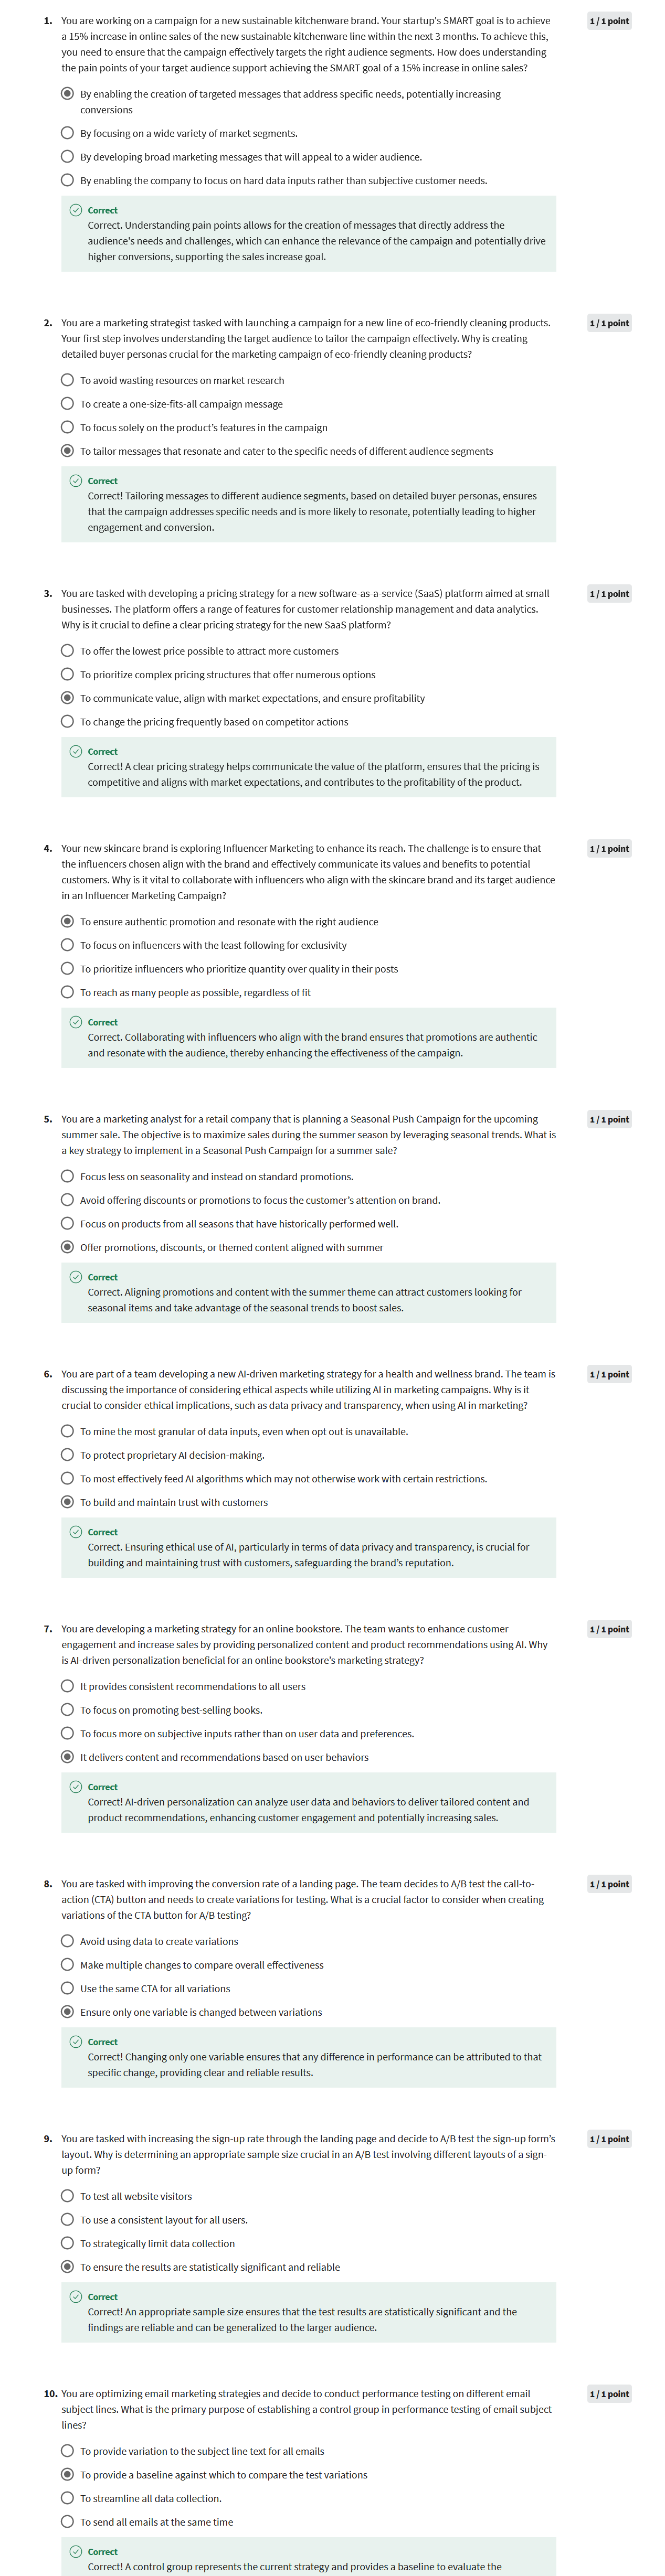 1. You are working on a campaign for a new sustainable kitchenware brand. Your startup's SMART goal is to achieve
1 / 1 point
a 15% increase in online sales of the new sustainable kitchenware line within the next 3 months. To achieve this,
you need to ensure that the campaign effectively targets the right audience segments. How does understanding
the pain points of your target audience support achieving the SMART goal of a 15% increase in online sales?
By enabling the creation of targeted messages that address specific needs, potentially increasing
conversions
By focusing on a wide variety of market segments.
By developing broad marketing messages that will appeal to a wider audience.
By enabling the company to focus on hard data inputs rather than subjective customer needs.
Correct
Correct. Understanding pain points allows for the creation of messages that directly address the
audience's needs and challenges, which can enhance the relevance of the campaign and potentially drive
higher conversions, supporting the sales increase goal.
2. You are a marketing strategist tasked with launching a campaign for a new line of eco-friendly cleaning products.
1 / 1 point
Your first step involves understanding the target audience to tailor the campaign effectively. Why is creating
detailed buyer personas crucial for the marketing campaign of eco-friendly cleaning products?
To avoid wasting resources on market research
To create a one-size-fits-all campaign message
To focus solely on the product's features in the campaign
To tailor messages that resonate and cater to the specific needs of different audience segments
Correct
Correct! Tailoring messages to different audience segments, based on detailed buyer personas, ensures
that the campaign addresses specific needs and is more likely to resonate, potentially leading to higher
engagement and conversion.
3. You are tasked with developing a pricing strategy for a new software-as-a-service (SaaS) platform aimed at small
1 / 1 point
businesses. The platform offers a range of features for customer relationship management and data analytics.
Why is it crucial to define a clear pricing strategy for the new SaaS platform?
To offer the lowest price possible to attract more customers
To prioritize complex pricing structures that offer numerous options
To communicate value, align with market expectations, and ensure profitability
To change the pricing frequently based on competitor actions
Correct
Correct! A clear pricing strategy helps communicate the value of the platform, ensures that the pricing is
competitive and aligns with market expectations, and contributes to the profitability of the product.
4. Your new skincare brand is exploring Influencer Marketing to enhance its reach. The challenge is to ensure that
1 / 1 point
the influencers chosen align with the brand and effectively communicate its values and benefits to potential
customers. Why is it vital to collaborate with influencers who align with the skincare brand and its target audience
in an Influencer Marketing Campaign?
To ensure authentic promotion and resonate with the right audience
To focus on influencers with the least following for exclusivity
To prioritize influencers who prioritize quantity over quality in their posts
To reach as many people as possible, regardless of fit
Correct
Correct. Collaborating with influencers who align with the brand ensures that promotions are authentic
and resonate with the audience, thereby enhancing the effectiveness of the campaign.
5. You are a marketing analyst for a retail company that is planning a Seasonal Push Campaign for the upcoming
1 / 1 point
summer sale. The objective is to maximize sales during the summer season by leveraging seasonal trends. What is
a key strategy to implement in a Seasonal Push Campaign for a summer sale?
Focus less on seasonality and instead on standard promotions.
Avoid offering discounts or promotions to focus the customer's attention on brand.
Focus on products from all seasons that have historically performed well.
Offer promotions, discounts, or themed content aligned with summer
Correct
Correct. Aligning promotions and content with the summer theme can attract customers looking for
seasonal items and take advantage of the seasonal trends to boost sales.
6. You are part of a team developing a new AI-driven marketing strategy for a health and wellness brand. The team is
1 / 1 point
discussing the importance of considering ethical aspects while utilizing AI in marketing campaigns. Why is it
crucial to consider ethical implications, such as data privacy and transparency, when using AI in marketing?
To mine the most granular of data inputs, even when opt out is unavailable.
To protect proprietary AI decision-making.
To most effectively feed AI algorithms which may not otherwise work with certain restrictions.
To build and maintain trust with customers
Correct
Correct. Ensuring ethical use of AI, particularly in terms of data privacy and transparency, is crucial for
building and maintaining trust with customers, safeguarding the brand's reputation.
7. You are developing a marketing strategy for an online bookstore. The team wants to enhance customer
1 / 1 point
engagement and increase sales by providing personalized content and product recommendations using AI. Why
is AI-driven personalization beneficial for an online bookstore's marketing strategy?
It provides consistent recommendations to all users
To focus on promoting best-selling books.
To focus more on subjective inputs rather than on user data and preferences.
It delivers content and recommendations based on user behaviors
Correct
Correct! AI-driven personalization can analyze user data and behaviors to deliver tailored content and
product recommendations, enhancing customer engagement and potentially increasing sales.
8. You are tasked with improving the conversion rate of a landing page. The team decides to A/B test the call-to-
1 / 1 point
action (CTA) button and needs to create variations for testing. What is a crucial factor to consider when creating
variations of the CTA button for A/B testing?
Avoid using data to create variations
Make multiple changes to compare overall effectiveness
Use the same CTA for all variations
Ensure only one variable is changed between variations
Correct
Correct! Changing only one variable ensures that any difference in performance can be attributed to that
specific change, providing clear and reliable results.
9. You are tasked with increasing the sign-up rate through the landing page and decide to A/B test the sign-up form's
1 / 1 point
layout. Why is determining an appropriate sample size crucial in an A/B test involving different layouts of a sign-
up form?
To test all website visitors
To use a consistent layout for all users.
To strategically limit data collection
To ensure the results are statistically significant and reliable
Correct
Correct! An appropriate sample size ensures that the test results are statistically significant and the
findings are reliable and can be generalized to the larger audience.
10. You are optimizing email marketing strategies and decide to conduct performance testing on different email
1 / 1 point
subject lines. What is the primary purpose of establishing a control group in performance testing of email subject
lines?
To provide variation to the subject line text for all emails
To provide a baseline against which to compare the test variations
To streamline all data collection.
To send all emails at the same time
Correct
Correct! A control group represents the current strategy and provides a baseline to evaluate the